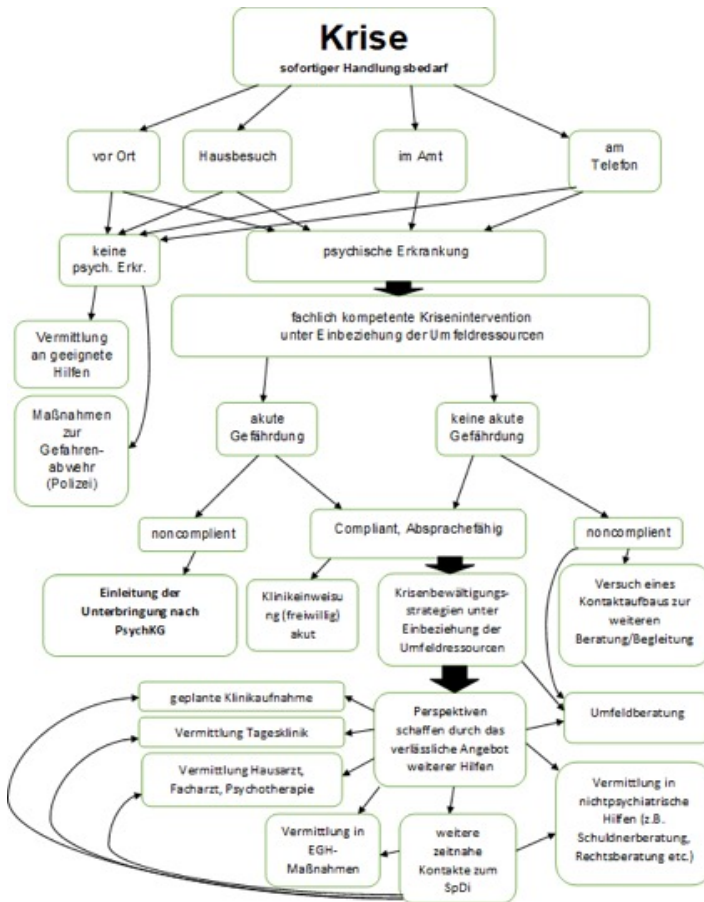 Krise
sofortiger Handlungsbedarf
vor Ort
Hausbesuch
im Amt
am
Telefon
keine
psych. Erkr.
psychische Erkrankung
fachlich kompetente Krisenintervention
unter Einbeziehung der Umfeldressourcen
Vermittlung
an geeignete
Hilfen
Maßnahmen
zur
Gefahren-
abwehr
(Polizei)
akute
Gefährdung
keine akute
Gefährdung
noncomplient
Compliant, Absprachefähig
noncomplient
Einleitung der
Unterbringung nach
PsychKG
Klinikeinweisu
ng (freiwillig)
akut
Krisenbewältigungs-
strategien unter
Einbeziehung der
Umfeldressourcen
Versuch eines
Kontaktaufbaus zur
weiteren
Beratung/Begleitung
geplante Klinikaufnahme
Vermittlung Tagesklinik
Vermittlung Hausarzt,
Facharzt, Psychotherapie
Perspektiven
schaffen durch das
verlässliche Angebot
weiterer Hilfen
Umfeldberatung
Vermittlung in
EGH-
Maßnahmen
weitere
zeitnahe
Kontakte zum
SpDi
Vermittlung in
nichtpsychiatrische
Hilfen (z.B.
Schuldnerberatung,
Rechtsberatung etc.)